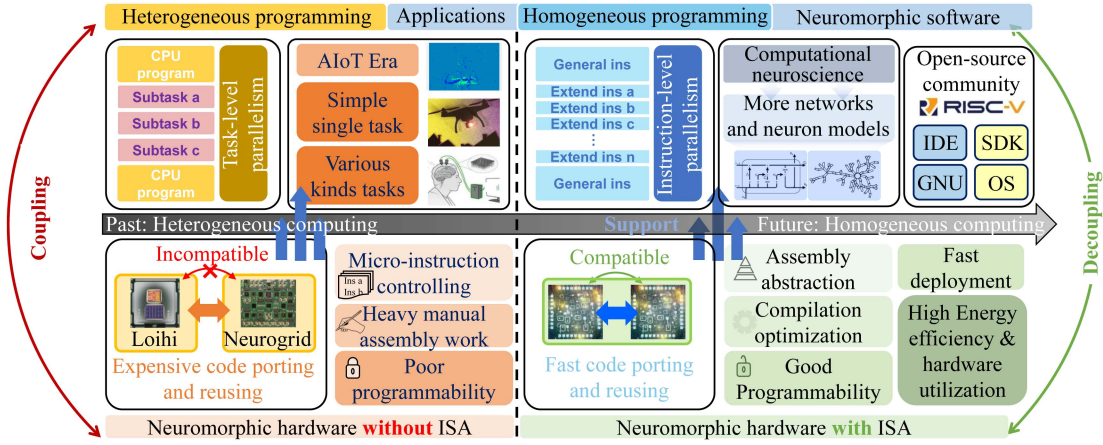 Heterogeneous programming
Applications
Homogeneous programming
Neuromorphic software
Coupling
CPU
program
Subtask a
Subtask b
Subtask c
CPU
program
Task-level
parallelism
AIoT Era
Simple
single task
Various
kinds tasks
General ins
Extend ins a
Extend ins b
Extend ins c
⋮
Extend ins n
General ins
Instruction-level
parallelism
Computational
neuroscience
More networks
and neuron models
Open-source
community
RISC-V
IDE
SDK
GNU
OS
Decoupling
Past: Heterogeneous computing
Support
Future: Homogeneous computing
Incompatible
Loihi
Neurogrid
Expensive code porting
and reusing
Ins a
Ins b
Micro-instruction
controlling
Heavy manual
assembly work
Poor
programmability
Compatible
Fast code porting
and reusing
Assembly
abstraction
Compilation
optimization
Good
Programmability
Fast
deployment
High Energy
efficiency &
hardware
utilization
Neuromorphic hardware without ISA
Neuromorphic hardware with ISA